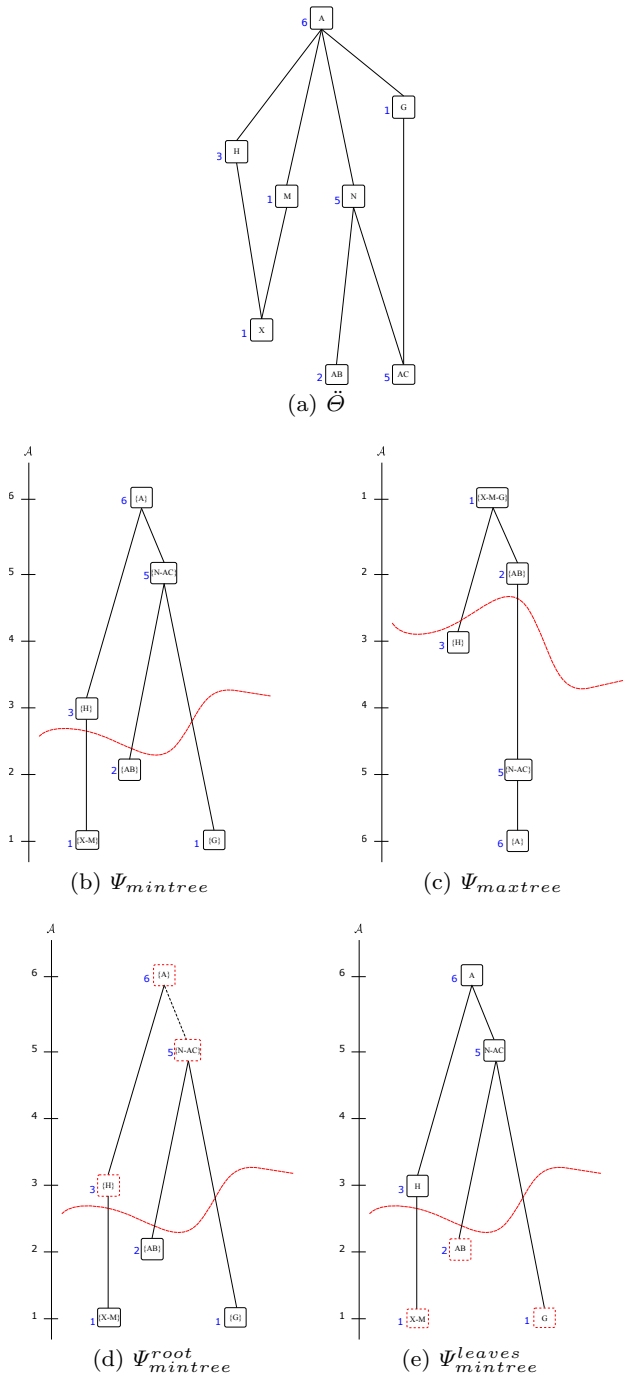 6 A
1 G
3 H
1 M
5 N
1 X
2 AB
5 AC
(a) Θ̈
𝒜
6
5
4
3
2
1
6 {A}
5 {N-AC}
3 {H}
2 {AB}
1 {X-M}
1 {G}
(b) Ψ_mintree
𝒜
1
2
3
4
5
6
1 {X-M-G}
2 {AB}
3 {H}
5 {N-AC}
6 {A}
(c) Ψ_maxtree
𝒜
6
5
4
3
2
1
6 {A}
5 {N-AC}
3 {H}
2 {AB}
1 {X-M}
1 {G}
(d) Ψ^root_mintree
𝒜
6
5
4
3
2
1
6 A
5 N-AC
3 H
2 AB
1 X-M
1 G
(e) Ψ^leaves_mintree